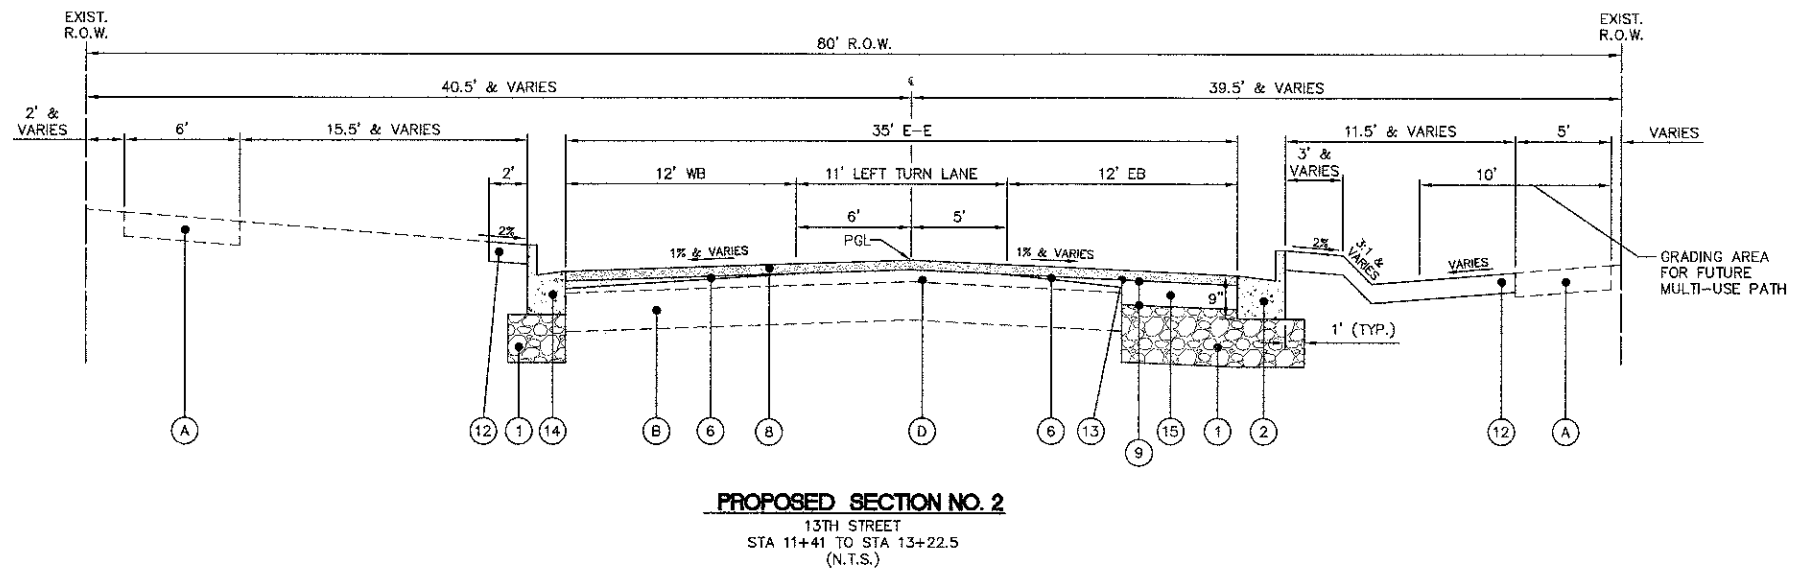 EXIST.
R.O.W.
EXIST.
R.O.W.
80' R.O.W.
40.5' & VARIES
℄
39.5' & VARIES
2' &
VARIES
6'
15.5' & VARIES
35' E-E
11.5' & VARIES
5'
VARIES
3' &
VARIES
2'
12' WB
11' LEFT TURN LANE
12' EB
10'
6'
5'
2%
PGL
1% & VARIES
1% & VARIES
2%
3:1 &
VARIES
VARIES
GRADING AREA
FOR FUTURE
MULTI-USE PATH
9"
1' (TYP.)
A
12
1
14
B
6
8
D
6
13
9
15
1
2
12
A
PROPOSED SECTION NO. 2
13TH STREET
STA 11+41 TO STA 13+22.5
(N.T.S.)